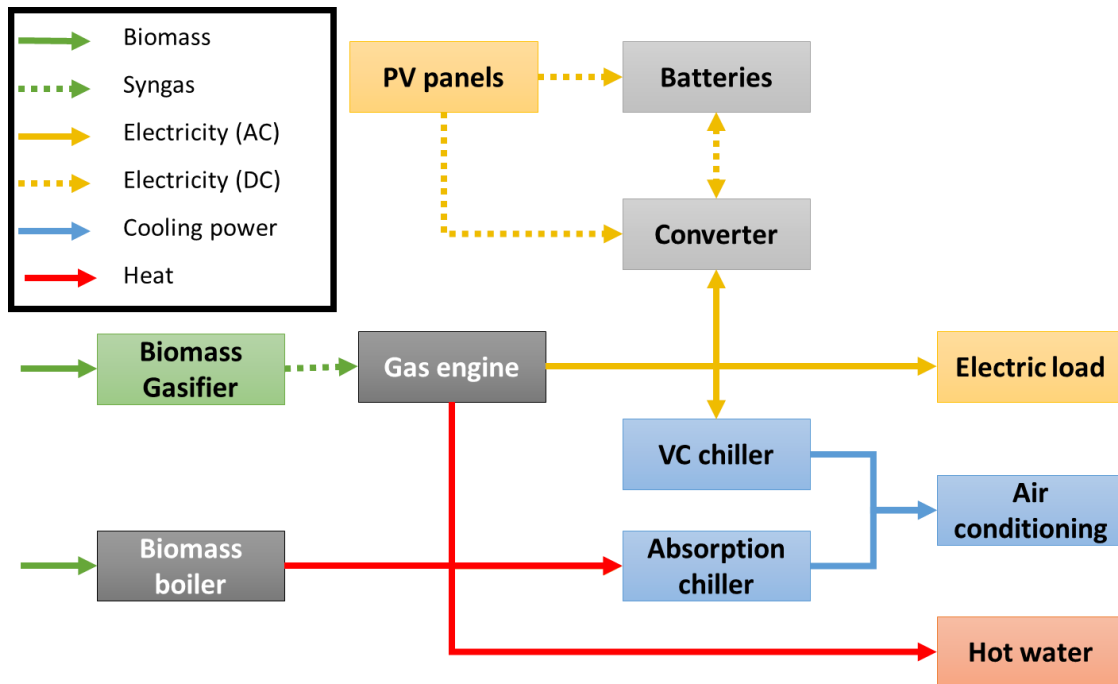 Biomass
Syngas
Electricity (AC)
Electricity (DC)
Cooling power
Heat
PV panels
Batteries
Converter
Biomass
Gasifier
Gas engine
Electric load
VC chiller
Air
conditioning
Biomass
boiler
Absorption
chiller
Hot water